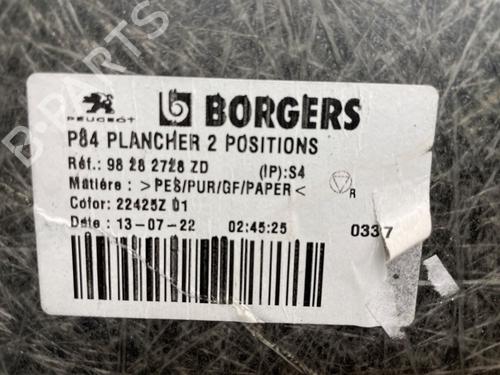 PEUGEOT BORGERS
P84 PLANCHER 2 POSITIONS
Réf.: 98 28 2728 ZD (IP):S4
Matière : >PES/PUR/GF/PAPER< R
Color: 22425Z 01
Date : 13-07-22 02:45:25 0337
B-PARTS